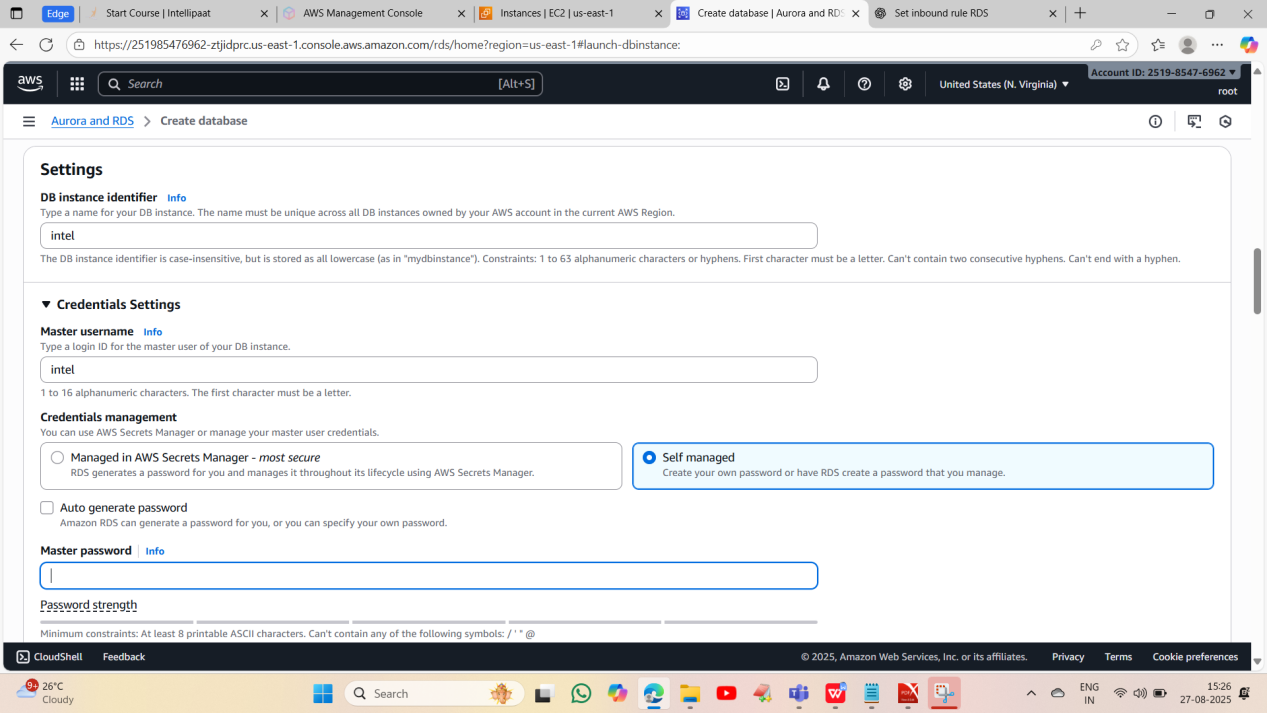 Edge
Start Course | Intellipaat
AWS Management Console
Instances | EC2 | us-east-1
Create database | Aurora and RDS
Set inbound rule RDS
https://251985476962-ztjidprc.us-east-1.console.aws.amazon.com/rds/home?region=us-east-1#launch-dbinstance:
aws
Search
[Alt+S]
United States (N. Virginia)
Account ID: 2519-8547-6962
root
Aurora and RDS
Create database
Settings
DB instance identifier Info
Type a name for your DB instance. The name must be unique across all DB instances owned by your AWS account in the current AWS Region.
intel
The DB instance identifier is case-insensitive, but is stored as all lowercase (as in "mydbinstance"). Constraints: 1 to 63 alphanumeric characters or hyphens. First character must be a letter. Can't contain two consecutive hyphens. Can't end with a hyphen.
Credentials Settings
Master username Info
Type a login ID for the master user of your DB instance.
intel
1 to 16 alphanumeric characters. The first character must be a letter.
Credentials management
You can use AWS Secrets Manager or manage your master user credentials.
Managed in AWS Secrets Manager - most secure
RDS generates a password for you and manages it throughout its lifecycle using AWS Secrets Manager.
Self managed
Create your own password or have RDS create a password that you manage.
Auto generate password
Amazon RDS can generate a password for you, or you can specify your own password.
Master password Info
Password strength
Minimum constraints: At least 8 printable ASCII characters. Can't contain any of the following symbols: / ' " @
CloudShell
Feedback
© 2025, Amazon Web Services, Inc. or its affiliates.
Privacy
Terms
Cookie preferences
9+
26°C
Cloudy
Search
ENG
IN
15:26
27-08-2025